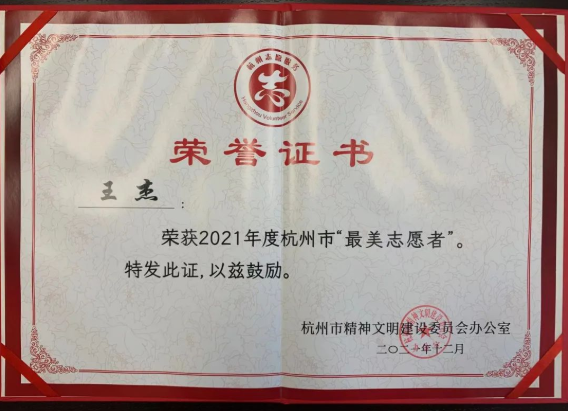 杭州志愿服务
Hangzhou Volunteer Service
荣誉证书
王杰：
荣获2021年度杭州市“最美志愿者”。
特发此证，以兹鼓励。
杭州市精神文明建设委员会办公室
二〇二一年十二月